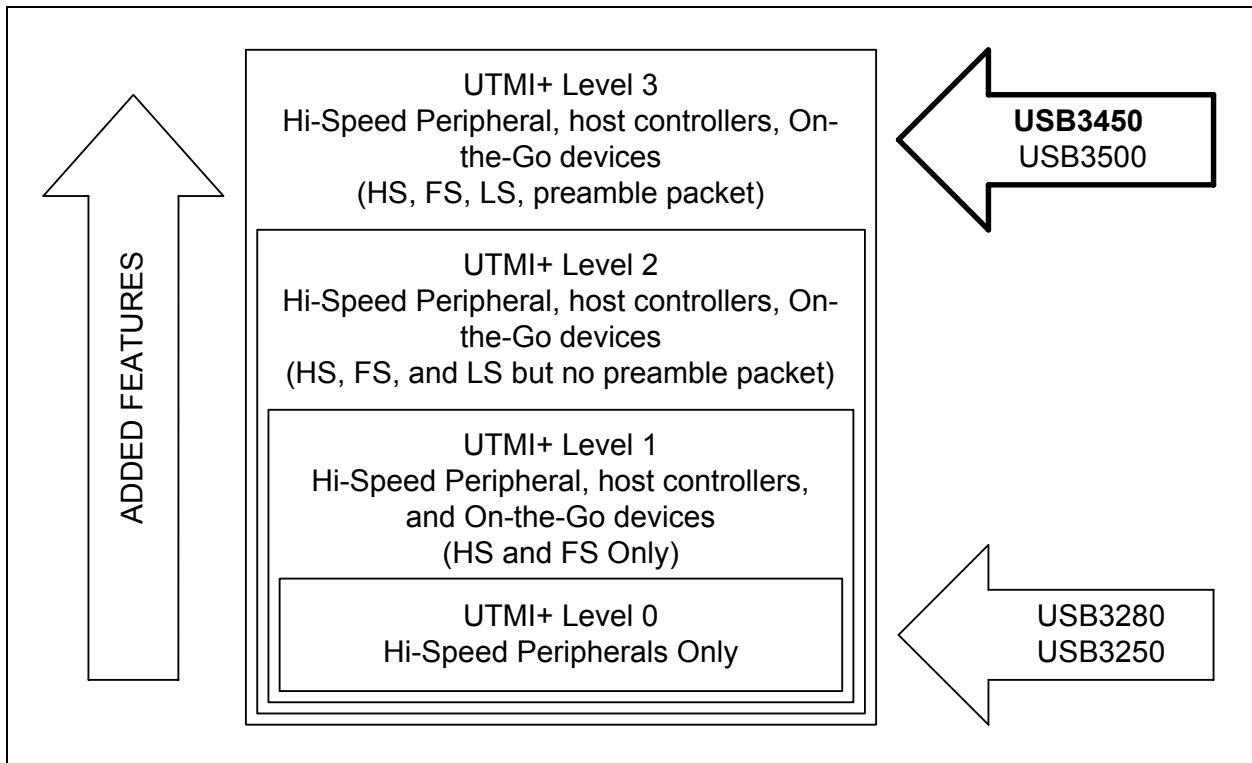 UTMI+ Level 3
Hi-Speed Peripheral, host controllers, On-
the-Go devices
(HS, FS, LS, preamble packet)
UTMI+ Level 2
Hi-Speed Peripheral, host controllers, On-
the-Go devices
(HS, FS, and LS but no preamble packet)
UTMI+ Level 1
Hi-Speed Peripheral, host controllers,
and On-the-Go devices
(HS and FS Only)
UTMI+ Level 0
Hi-Speed Peripherals Only
ADDED FEATURES
USB3450
USB3500
USB3280
USB3250